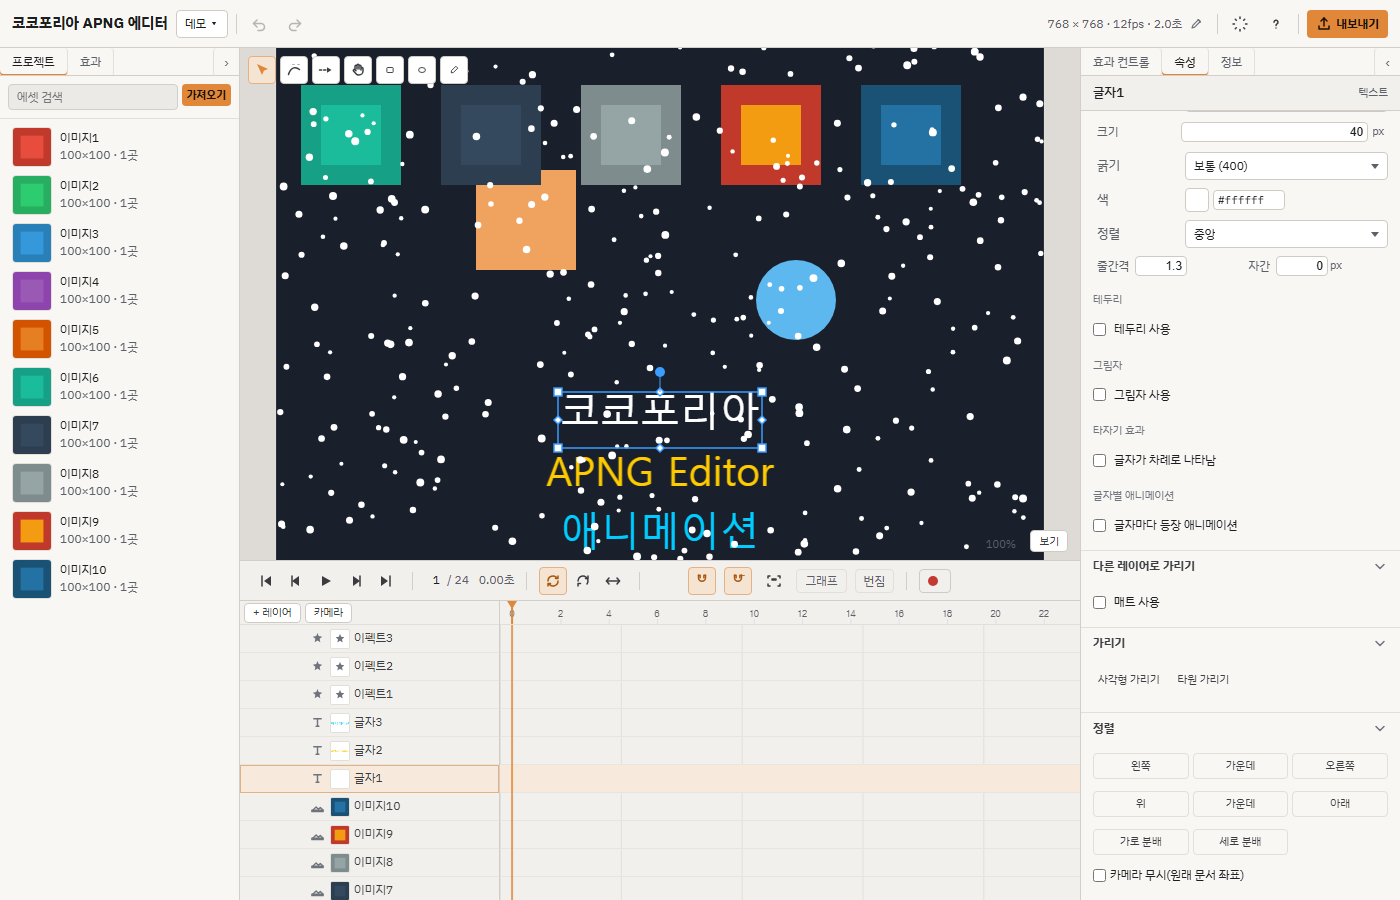 코코포리아 APNG 에디터
데모
768 × 768 · 12fps · 2.0초
?
내보내기
프로젝트
효과
에셋 검색
가져오기
이미지1
100×100 · 1곳
이미지2
100×100 · 1곳
이미지3
100×100 · 1곳
이미지4
100×100 · 1곳
이미지5
100×100 · 1곳
이미지6
100×100 · 1곳
이미지7
100×100 · 1곳
이미지8
100×100 · 1곳
이미지9
100×100 · 1곳
이미지10
100×100 · 1곳
코코포리아
APNG Editor
애니메이션
100%
보기
1 / 24 0.00초
그래프
번짐
+ 레이어
카메라
0 2 4 6 8 10 12 14 16 18 20 22
이펙트3
이펙트2
이펙트1
T 글자3
T 글자2
T 글자1
이미지10
이미지9
이미지8
이미지7
효과 컨트롤
속성
정보
글자1
텍스트
크기 40 px
굵기 보통 (400)
색 #ffffff
정렬 중앙
줄간격 1.3 자간 0 px
테두리
테두리 사용
그림자
그림자 사용
타자기 효과
글자가 차례로 나타남
글자별 애니메이션
글자마다 등장 애니메이션
다른 레이어로 가리기
매트 사용
가리기
사각형 가리기 타원 가리기
정렬
왼쪽 가운데 오른쪽
위 가운데 아래
가로 분배 세로 분배
카메라 무시(원래 문서 좌표)